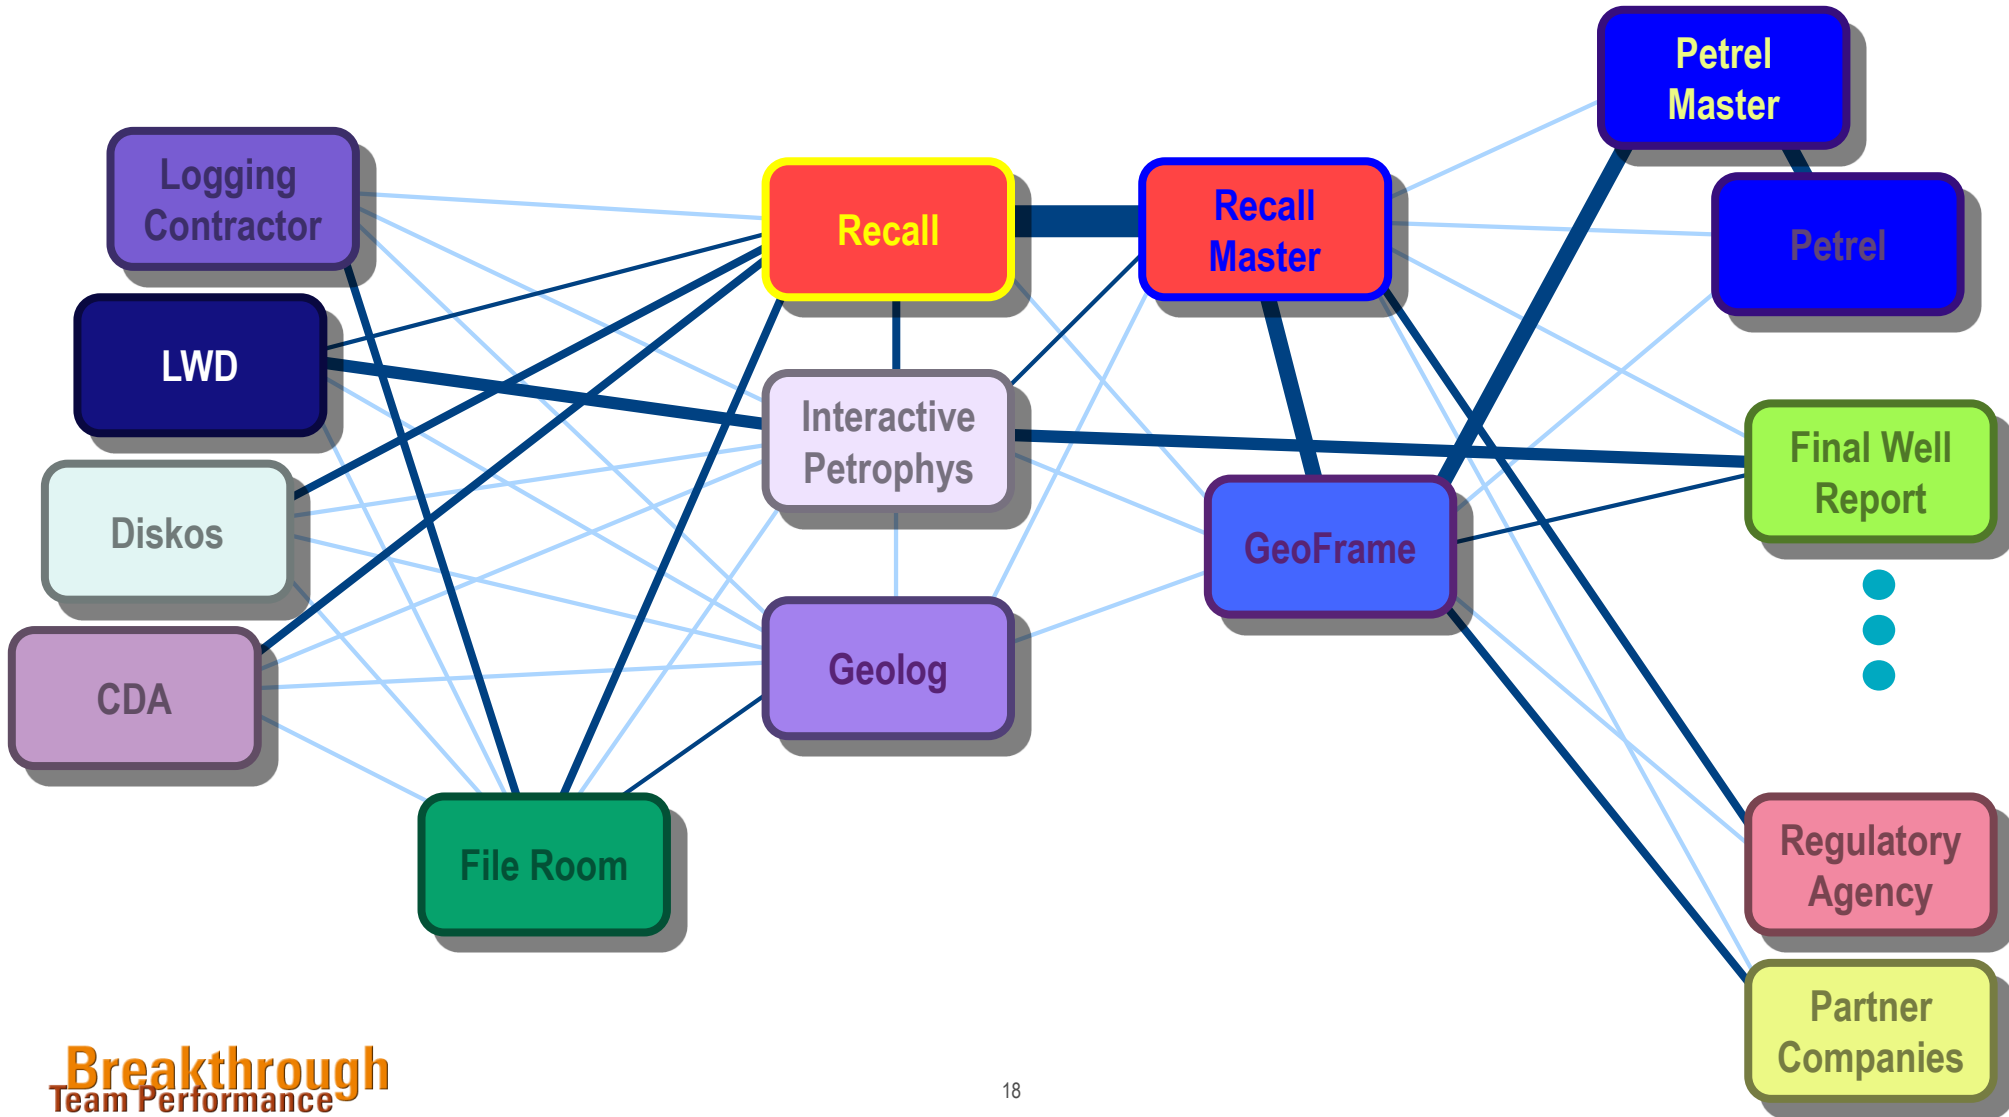 Petrel
Master
Logging
Contractor
Recall
Recall
Master
Petrel
LWD
Interactive
Petrophys
Final Well
Report
Diskos
GeoFrame
Geolog
CDA
File Room
Regulatory
Agency
Partner
Companies
Breakthrough
Team Performance
18